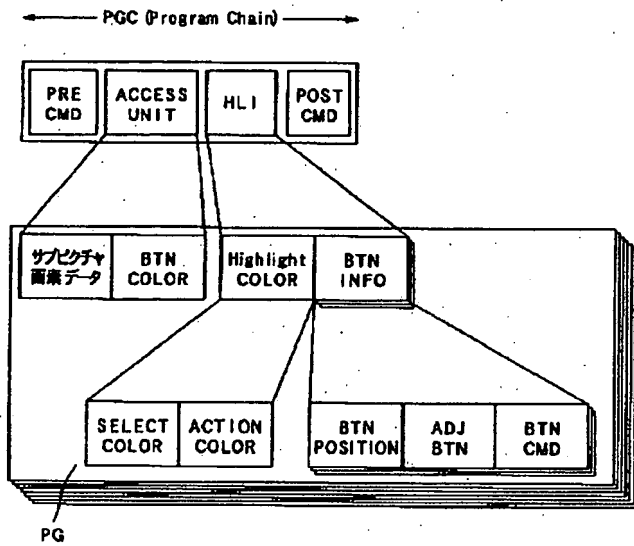 PGC (Program Chain)
PRE
CMD
ACCESS
UNIT
HLI
POST
CMD
サブピクチャ
画素データ
BTN
COLOR
Highlight
COLOR
BTN
INFO
SELECT
COLOR
ACTION
COLOR
BTN
POSITION
ADJ
BTN
BTN
CMD
PG